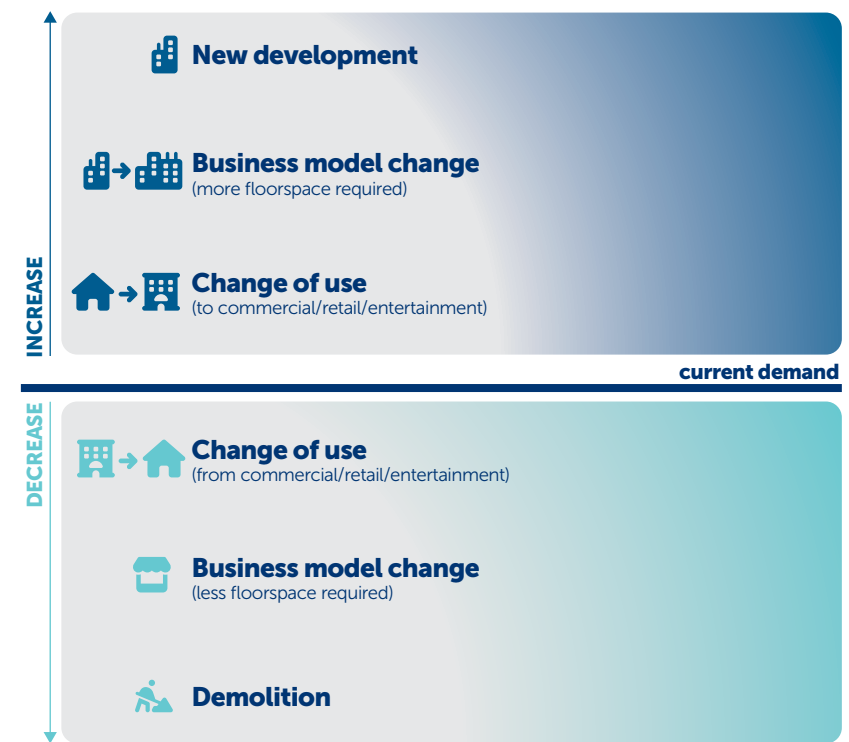 New development
Business model change
(more floorspace required)
Change of use
(to commercial/retail/entertainment)
INCREASE
current demand
DECREASE
Change of use
(from commercial/retail/entertainment)
Business model change
(less floorspace required)
Demolition